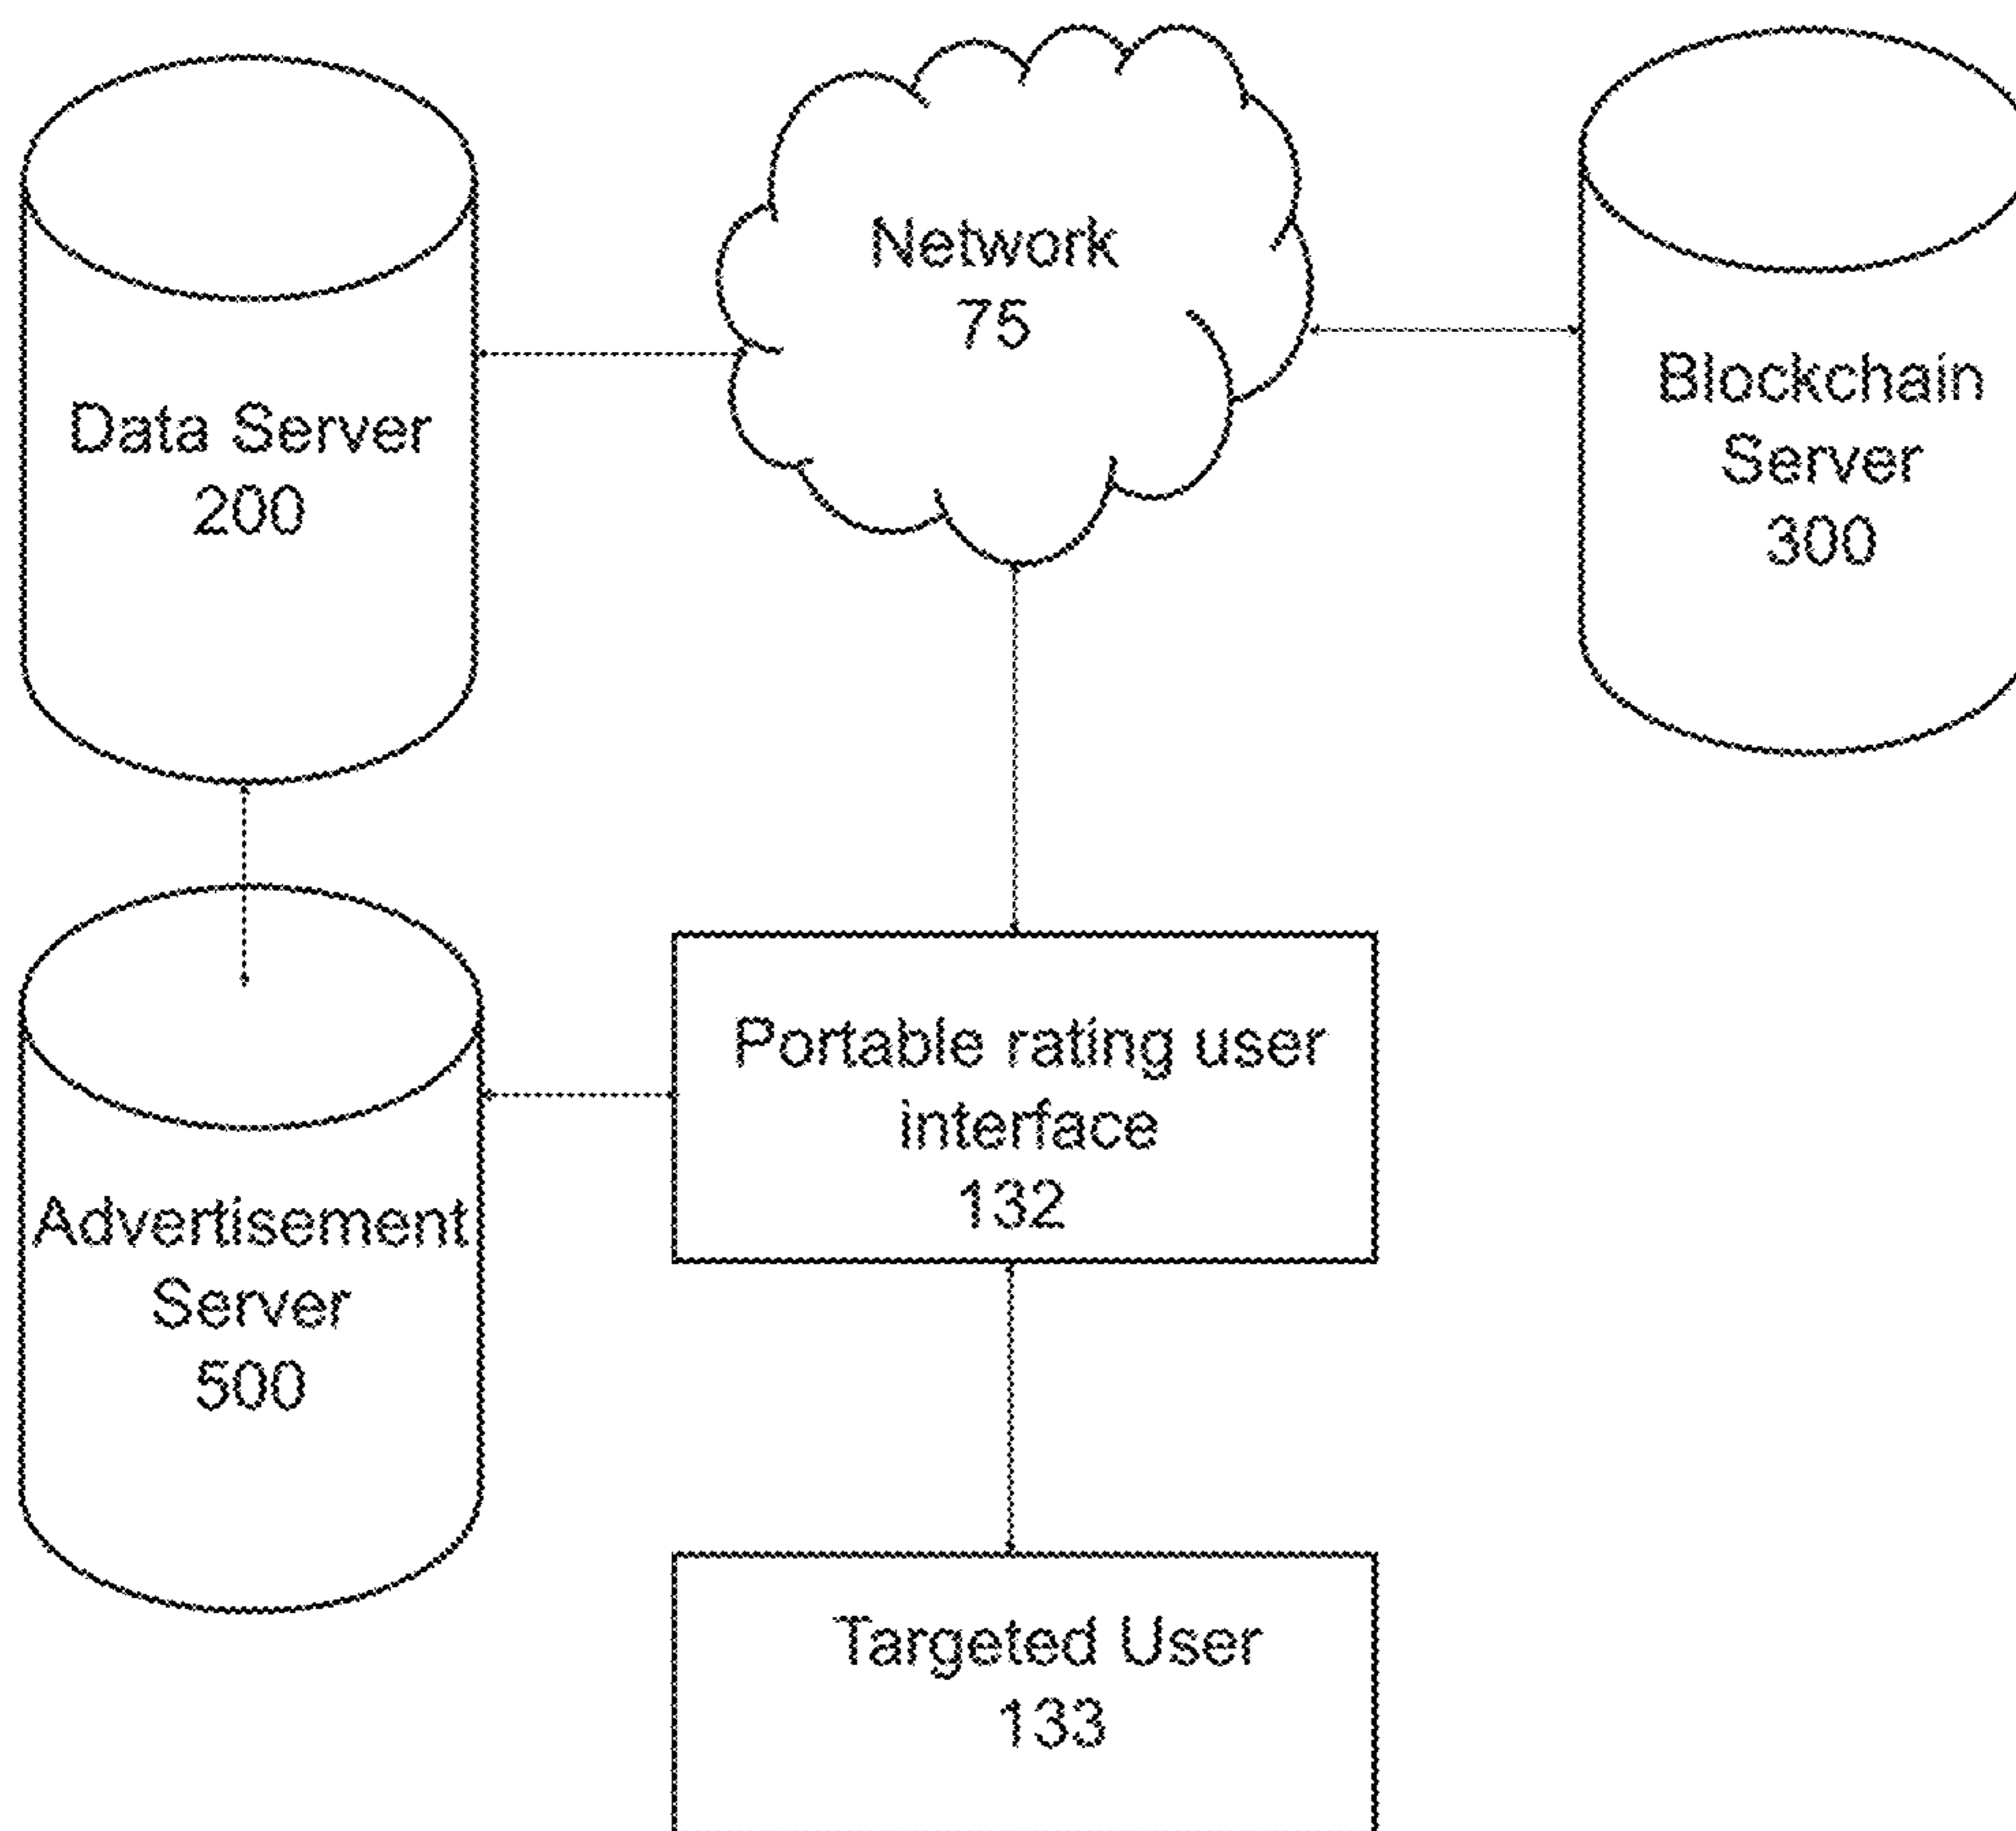 Network
75
Data Server
200
Blockchain
Server
300
Portable rating user
interface
132
Advertisement
Server
500
Targeted User
133